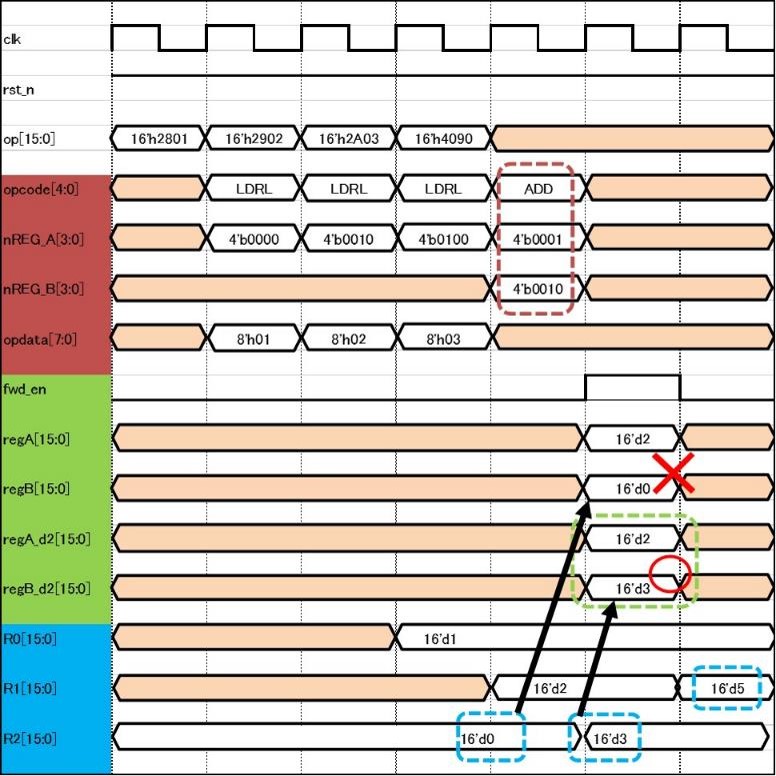 clk
rst_n
op[15:0] 16'h2801 16'h2902 16'h2A03 16'h4090
opcode[4:0] LDRL LDRL LDRL ADD
nREG_A[3:0] 4'b0000 4'b0010 4'b0100 4'b0001
nREG_B[3:0] 4'b0010
opdata[7:0] 8'h01 8'h02 8'h03
fwd_en
regA[15:0] 16'd2
regB[15:0] 16'd0
regA_d2[15:0] 16'd2
regB_d2[15:0] 16'd3
R0[15:0] 16'd1
R1[15:0] 16'd2 16'd5
R2[15:0] 16'd0 16'd3